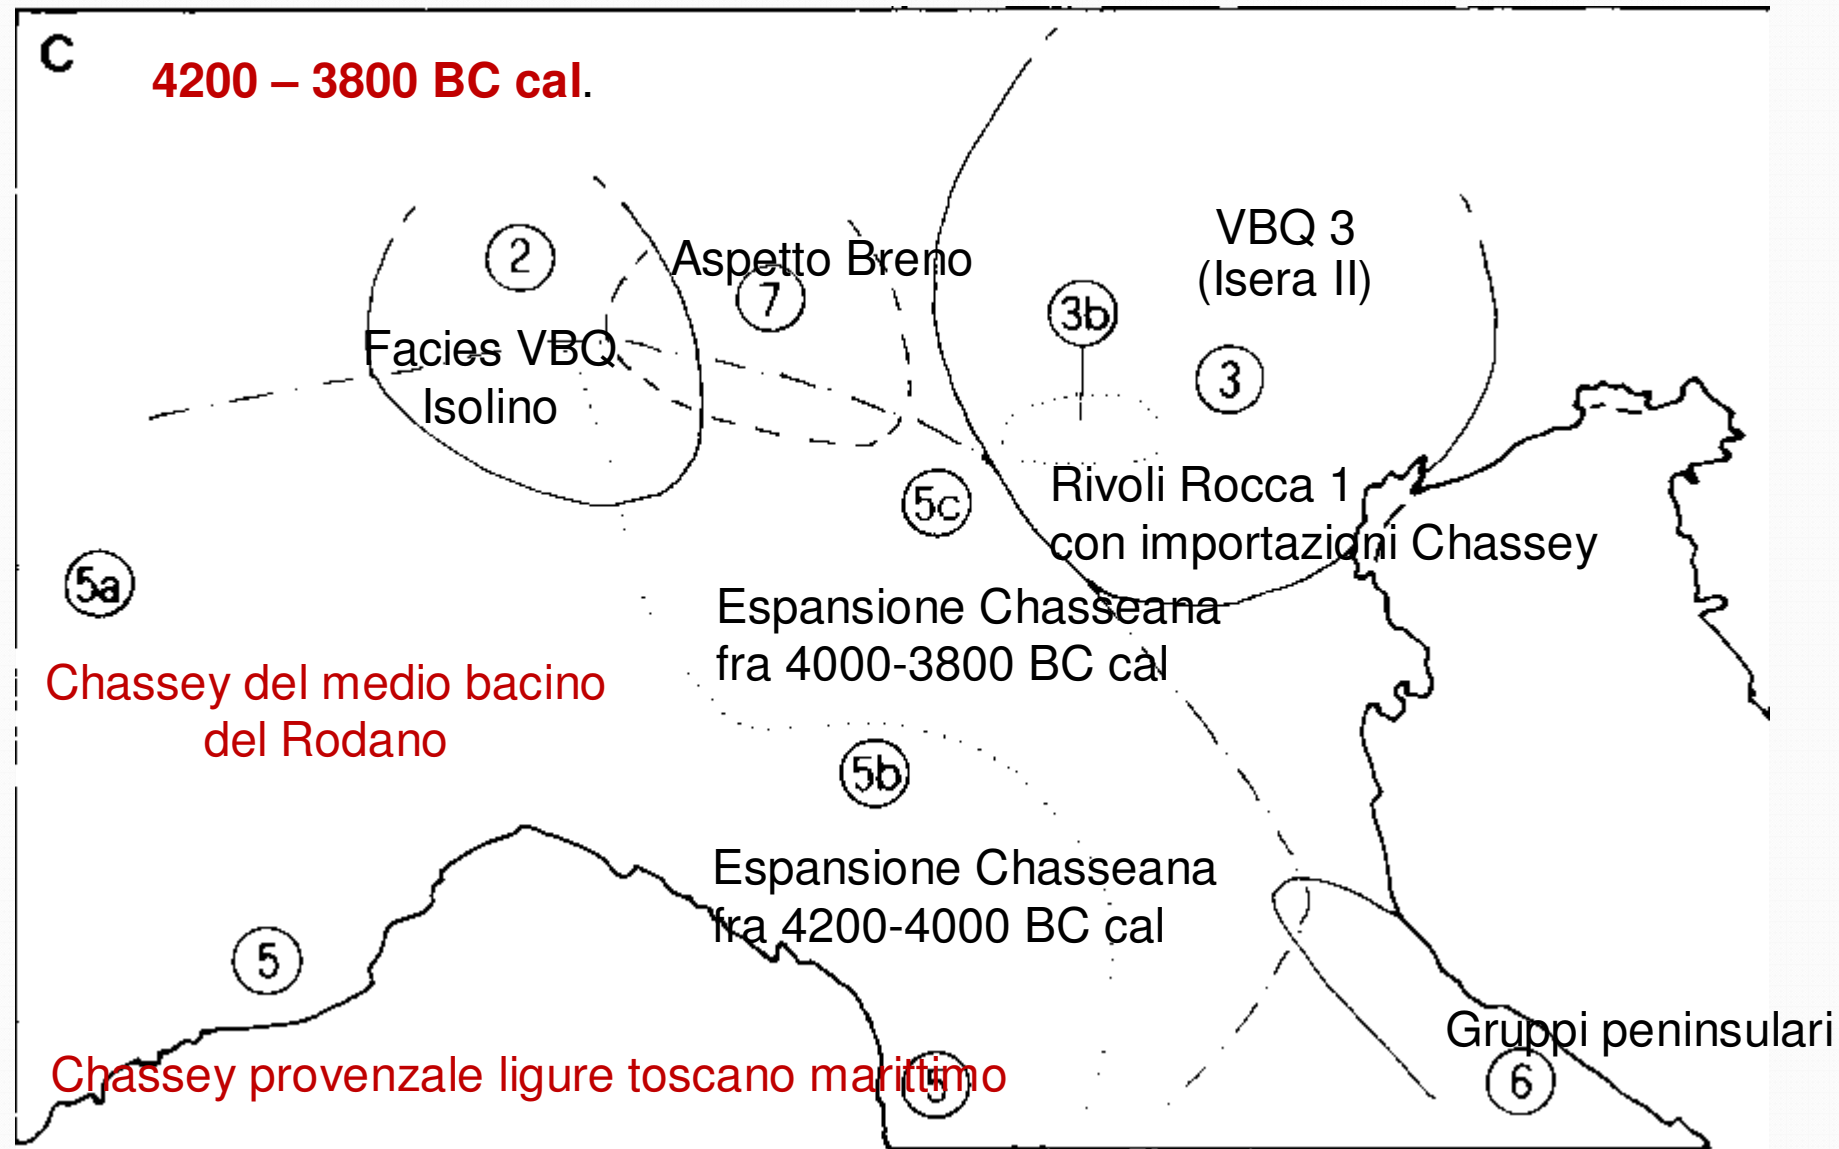 C
4200 – 3800 BC cal.
2
Aspetto Breno
7
VBQ 3
(Isera II)
3b
Facies VBQ
Isolino
3
5c
Rivoli Rocca 1
con importazioni Chassey
5a
Espansione Chasseana
fra 4000-3800 BC cal
Chassey del medio bacino
del Rodano
5b
Espansione Chasseana
fra 4200-4000 BC cal
5
Gruppi peninsulari
Chassey provenzale ligure toscano marittimo
5
6